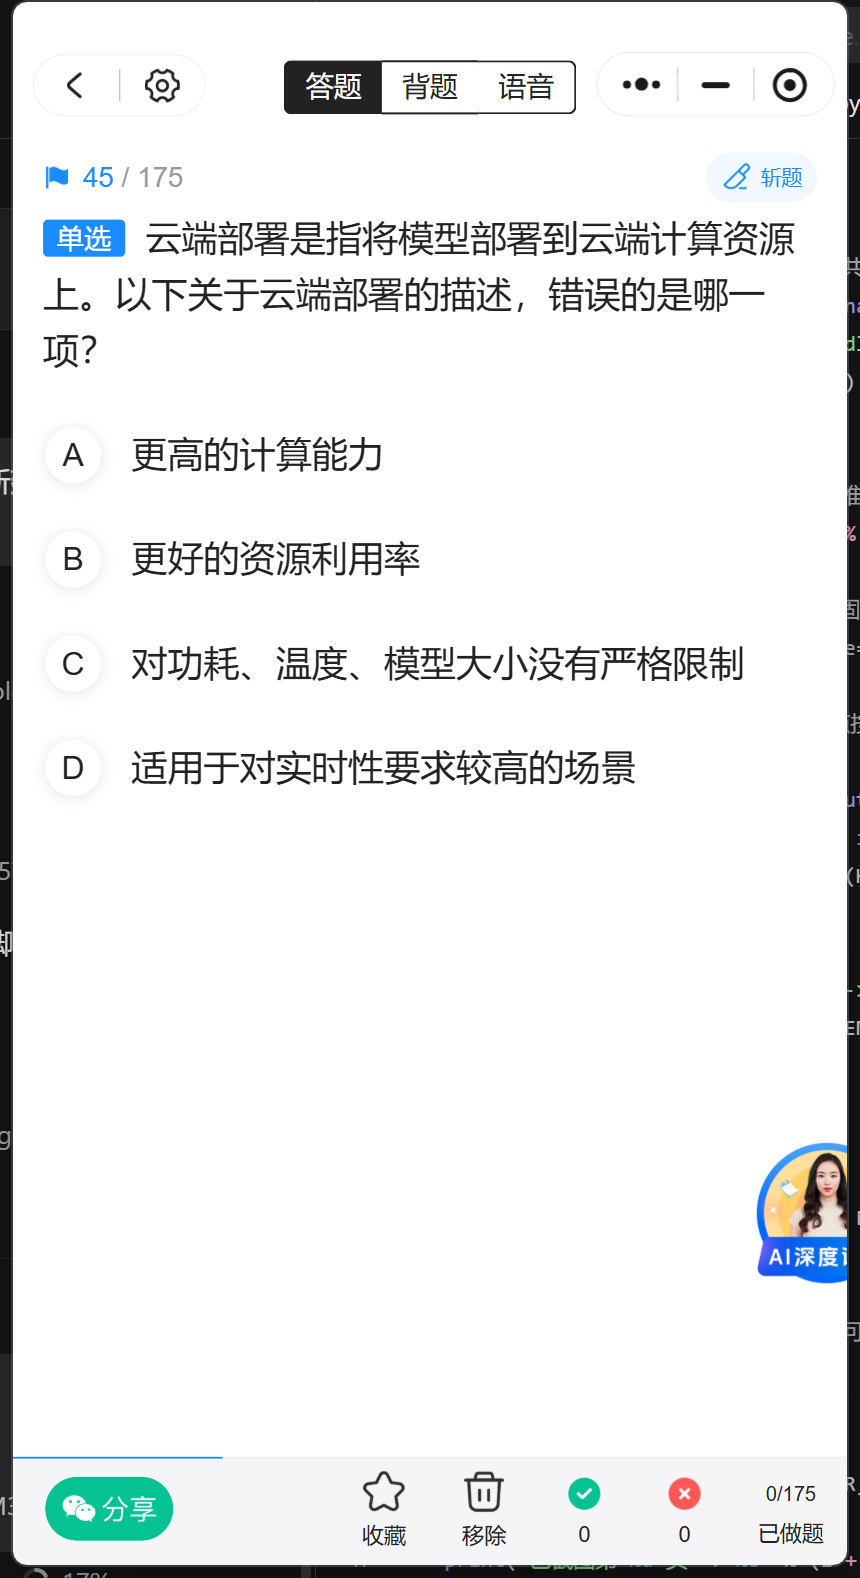 答题 背题 语音
45 / 175
斩题
单选 云端部署是指将模型部署到云端计算资源
上。以下关于云端部署的描述，错误的是哪一
项？
A 更高的计算能力
B 更好的资源利用率
C 对功耗、温度、模型大小没有严格限制
D 适用于对实时性要求较高的场景
AI深度
分享
收藏
移除
0
0
0/175
已做题
17%